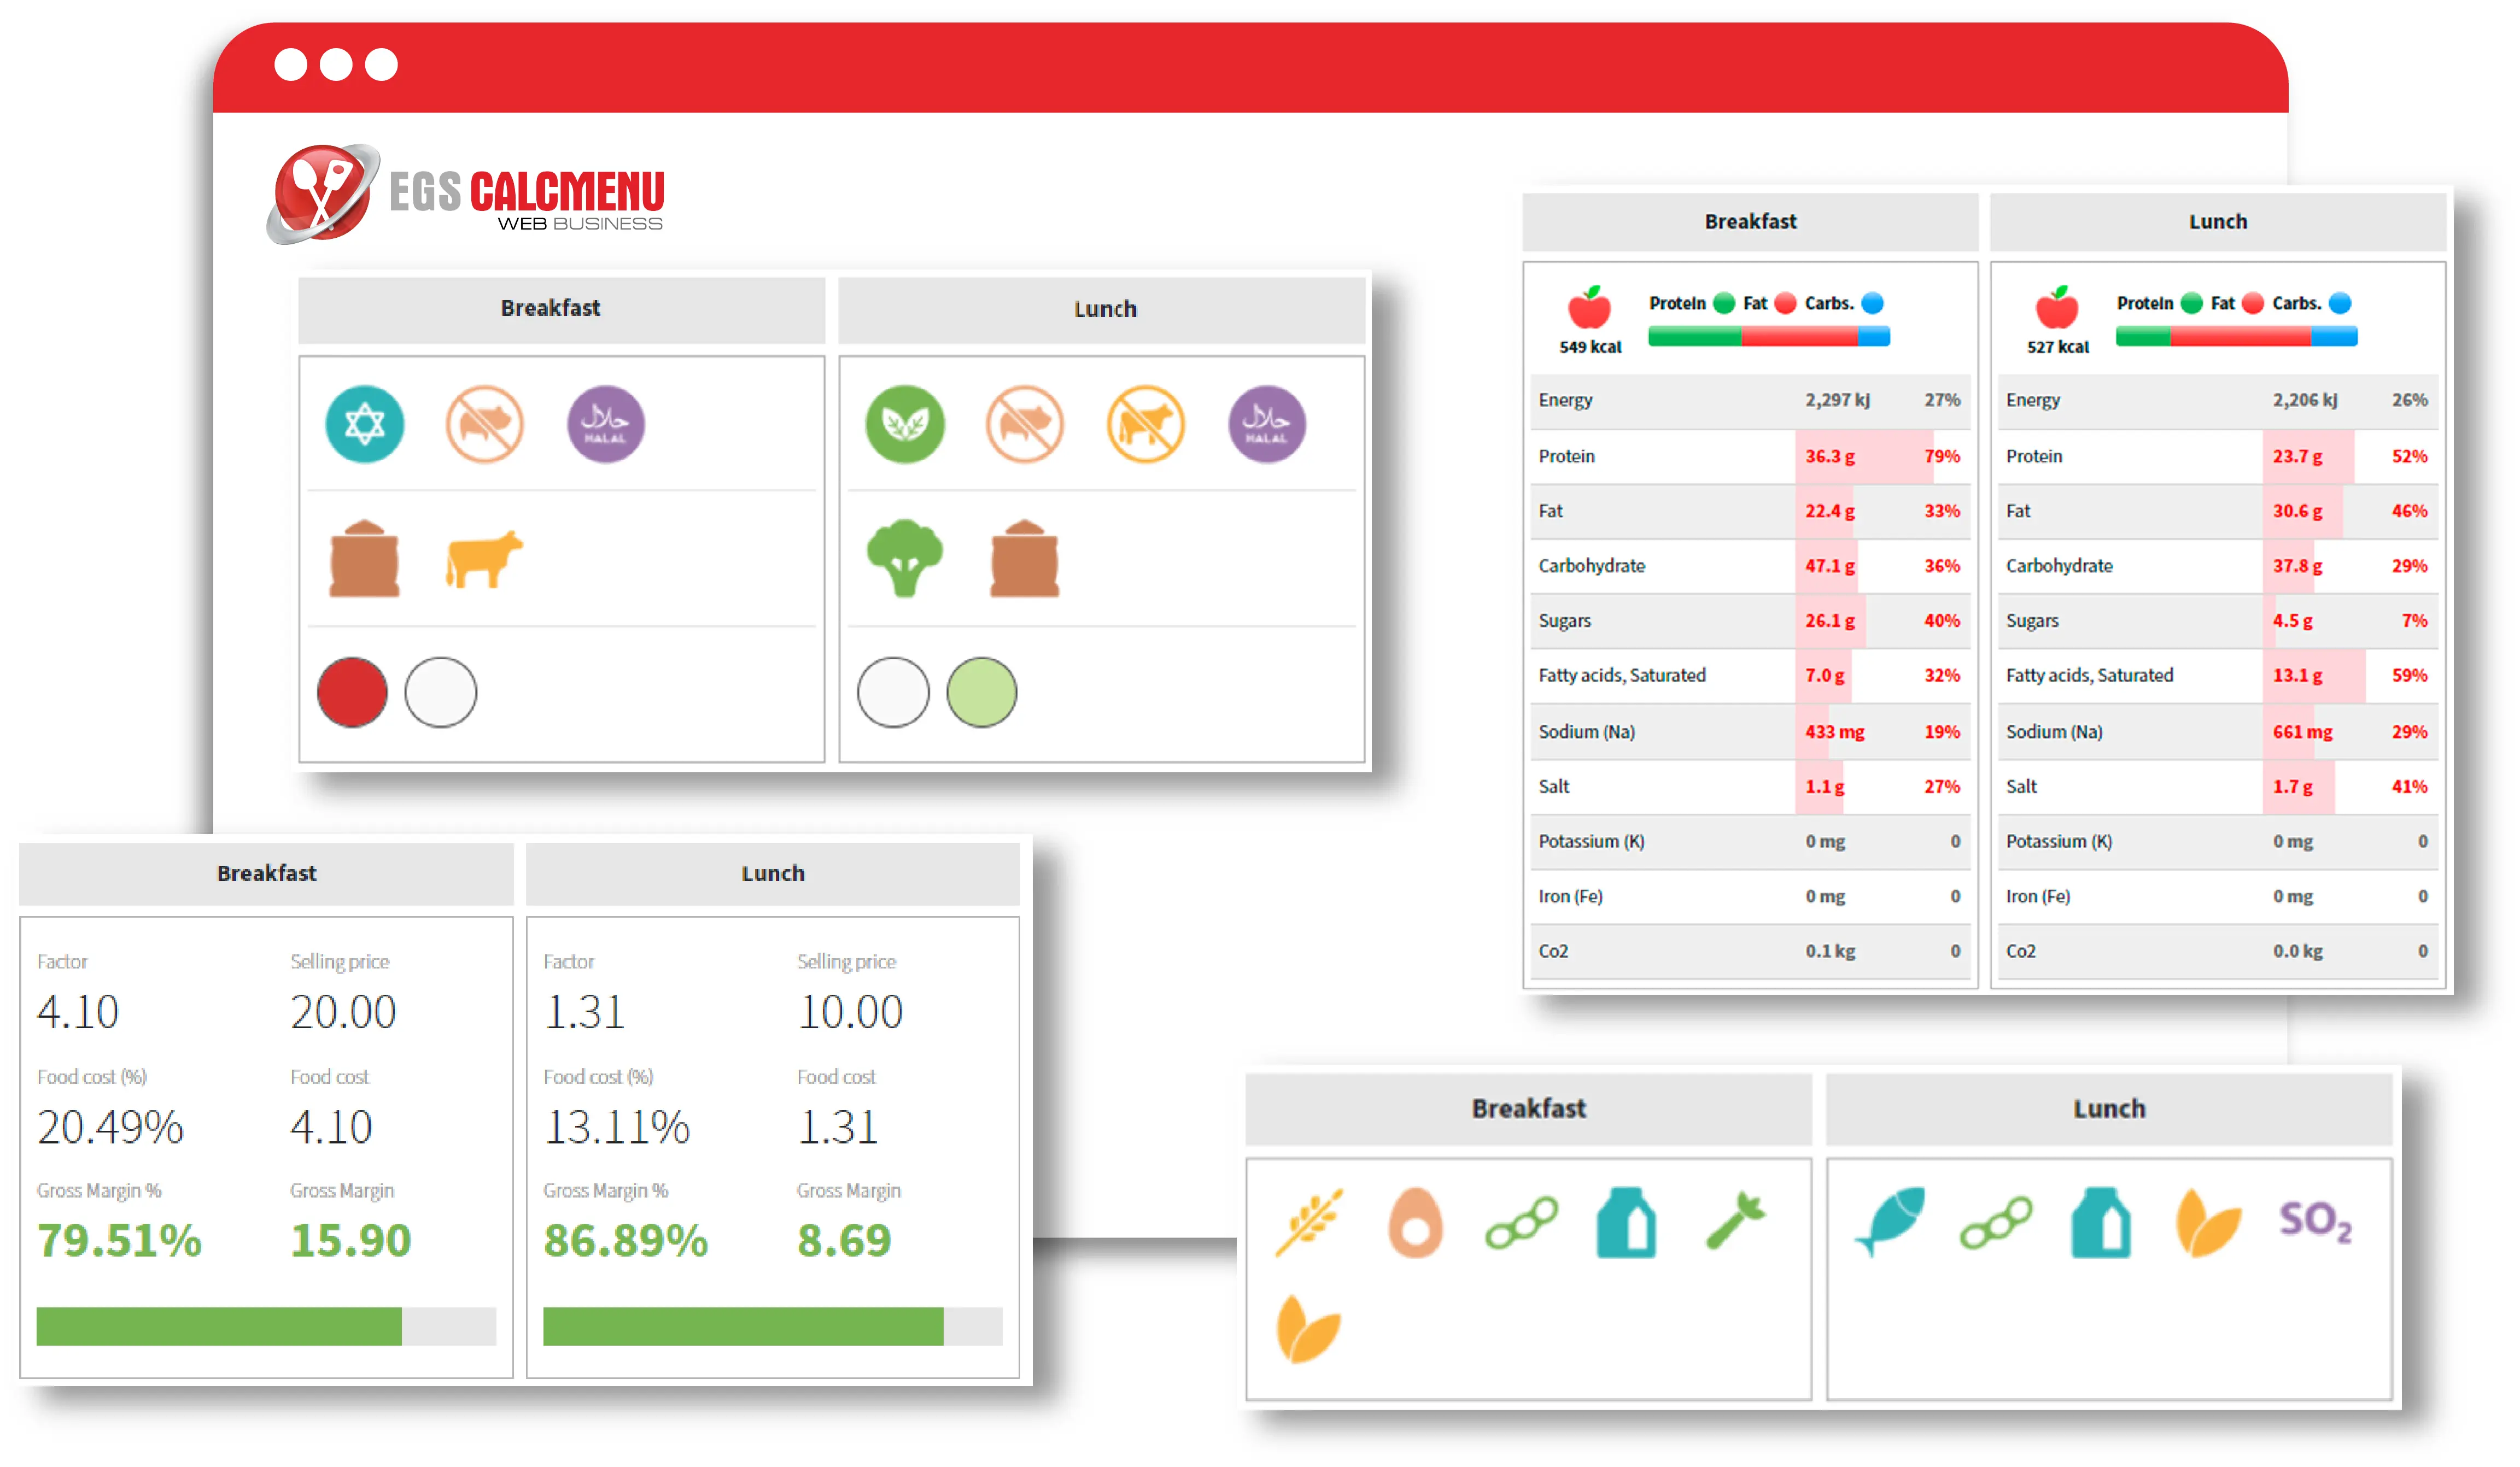 EGS CALCMENU
WEB BUSINESS
Breakfast Lunch
حلال
HALAL
حلال
HALAL
Breakfast Lunch
Protein Fat Carbs. Protein Fat Carbs.
549 kcal 527 kcal
Energy 2,297 kj 27% Energy 2,206 kj 26%
Protein 36.3 g 79% Protein 23.7 g 52%
Fat 22.4 g 33% Fat 30.6 g 46%
Carbohydrate 47.1 g 36% Carbohydrate 37.8 g 29%
Sugars 26.1 g 40% Sugars 4.5 g 7%
Fatty acids, Saturated 7.0 g 32% Fatty acids, Saturated 13.1 g 59%
Sodium (Na) 433 mg 19% Sodium (Na) 661 mg 29%
Salt 1.1 g 27% Salt 1.7 g 41%
Potassium (K) 0 mg 0 Potassium (K) 0 mg 0
Iron (Fe) 0 mg 0 Iron (Fe) 0 mg 0
Co2 0.1 kg 0 Co2 0.0 kg 0
Breakfast Lunch
Factor Selling price Factor Selling price
4.10 20.00 1.31 10.00
Food cost (%) Food cost Food cost (%) Food cost
20.49% 4.10 13.11% 1.31
Gross Margin % Gross Margin Gross Margin % Gross Margin
79.51% 15.90 86.89% 8.69
Breakfast Lunch
SO₂